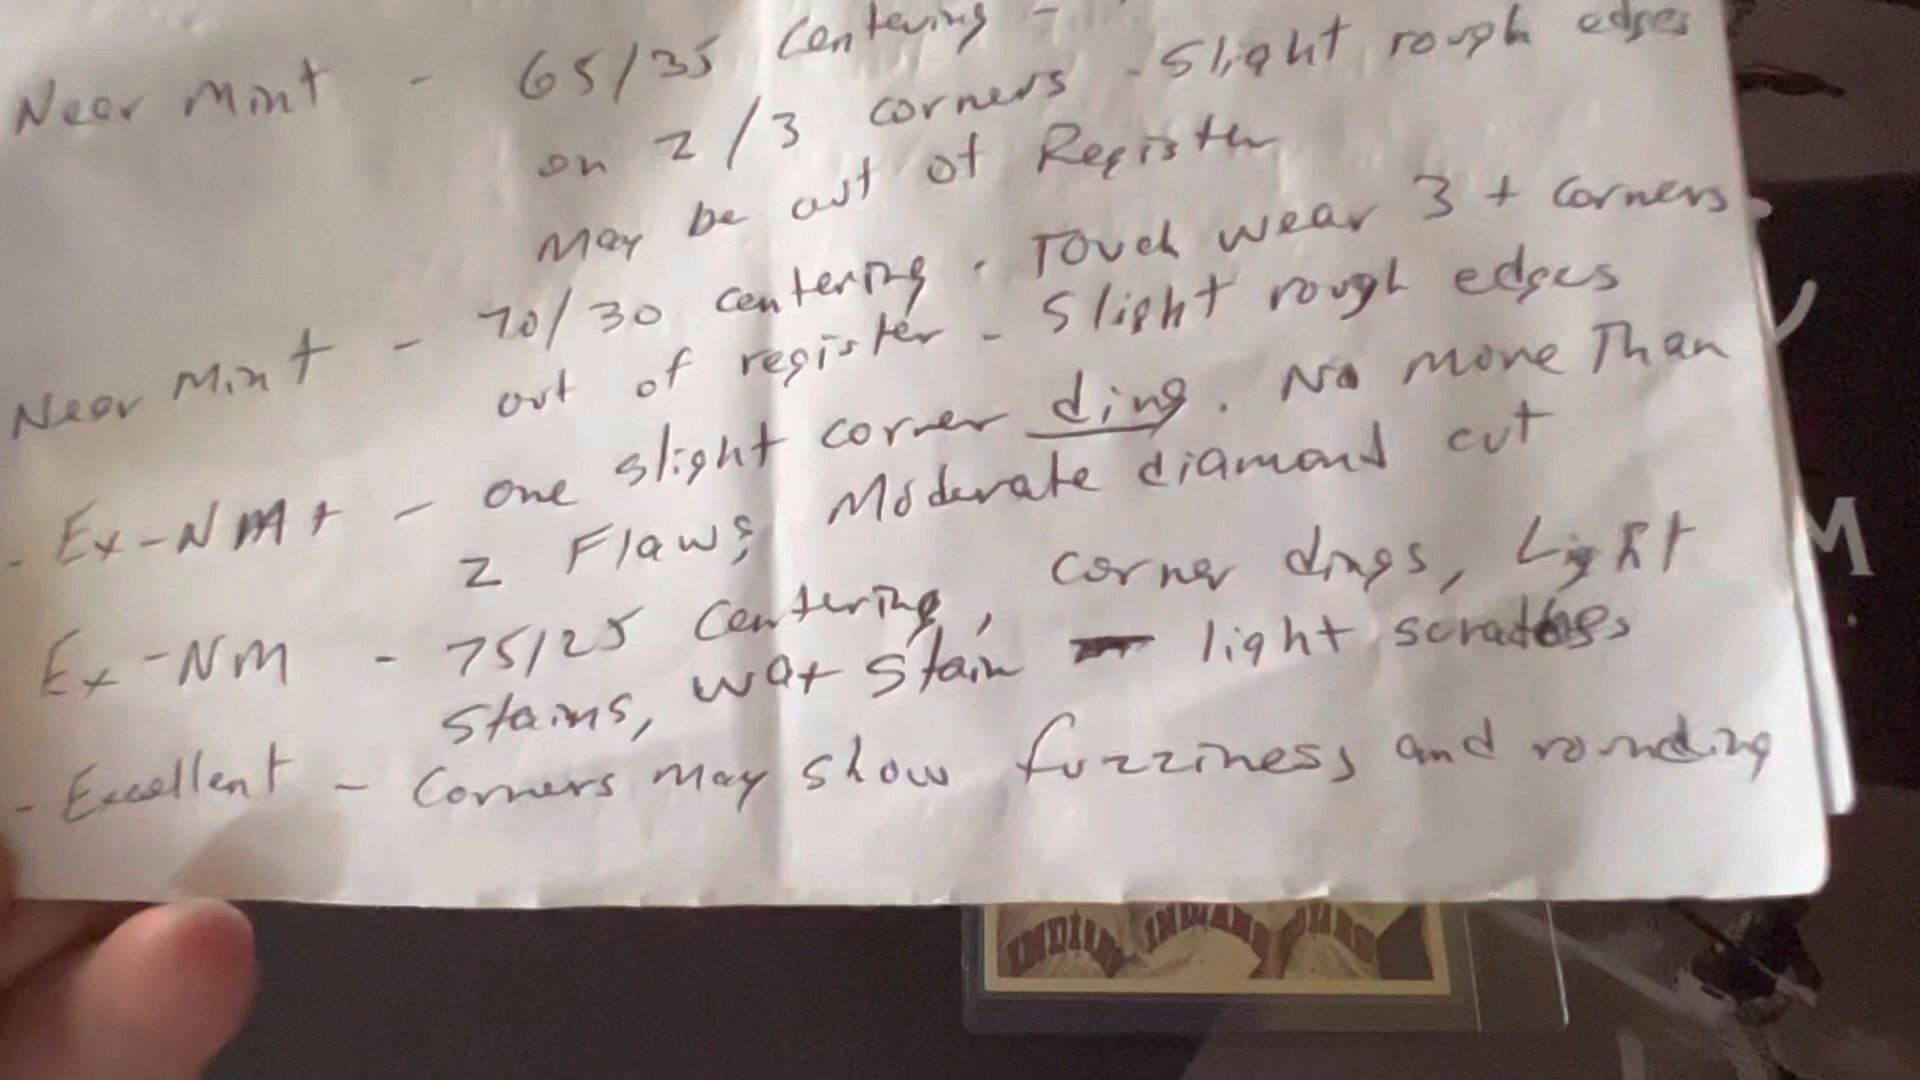 Near Mint - 65/35 Centering -
on 2/3 corners - Slight rough edges
May be out of Register
Near Mint - 70/30 centering. Touch wear 3 + corners.
out of register - Slight rough edges
- Ex-NM+ - one slight corner ding. No more Than
2 Flaws; Moderate diamond cut
Ex-NM - 75/25 Centering, corner dings, Light
Stains, wax Stain - light scratches
- Excellent - Corners may show fuzziness and rounding
M
INDIANS